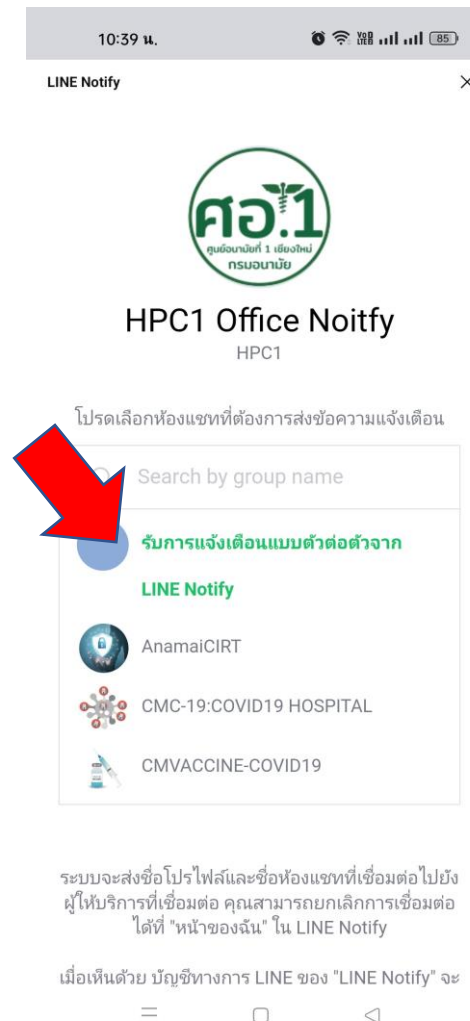 10:39 น.
VoB
LTE2
85
LINE Notify
ศอ.1
ศูนย์อนามัยที่ 1 เชียงใหม่
กรมอนามัย
HPC1 Office Noitfy
HPC1
โปรดเลือกห้องแชทที่ต้องการส่งข้อความแจ้งเตือน
Search by group name
รับการแจ้งเตือนแบบตัวต่อตัวจาก
LINE Notify
AnamaiCIRT
CMC-19:COVID19 HOSPITAL
CMVACCINE-COVID19
ระบบจะส่งชื่อโปรไฟล์และชื่อห้องแชทที่เชื่อมต่อไปยัง
ผู้ให้บริการที่เชื่อมต่อ คุณสามารถยกเลิกการเชื่อมต่อ
ได้ที่ "หน้าของฉัน" ใน LINE Notify
เมื่อเห็นด้วย บัญชีทางการ LINE ของ "LINE Notify" จะ